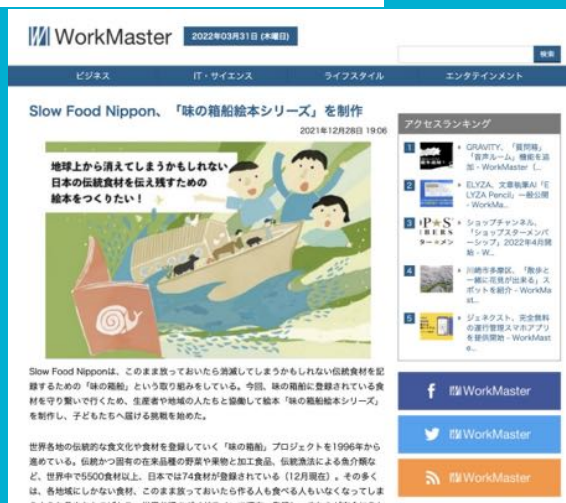 WorkMaster
2022年03月31日 (木曜日)
検索
ビジネス
IT・サイエンス
ライフスタイル
エンタテインメント
Slow Food Nippon、「味の箱船絵本シリーズ」を制作
2021年12月28日 19:06
地球上から消えてしまうかもしれない
日本の伝統食材を伝え残すための
絵本をつくりたい！
Slow Food Nipponは、このまま放っておいたら消滅してしまうかもしれない伝統食材を記
録するための「味の箱船」という取り組みをしている。今回、味の箱船に登録されている食
材を守り繋いで行くため、生産者や地域の人たちと協働して絵本「味の箱船絵本シリーズ」
を制作し、子どもたちへ届ける挑戦を始めた。
世界各地の伝統的な食文化や食材を登録していく「味の箱船」プロジェクトを1996年から
進めている。伝統かつ固有の在来品種の野菜や果物と加工食品、伝統漁法による魚介類な
ど、世界中で5500食材以上、日本では74食材が登録されている（12月現在）。その多く
は、各地域にしかない食材、このまま放っておいたら作る人も食べる人もいなくなってしま
アクセスランキング
1
GRAVITY、「質問箱」
「音声ルーム」機能を追
加 - WorkMaster (...
2
ELYZA、文章執筆AI「E
LYZA Pencil」一般公開
- WorkMa...
3
ショップチャンネル、
「ショップスターメンバ
ーシップ」2022年4月開
始 - W...
4
川崎市多摩区、「散歩と
一緒に花見が出来る」ス
ポットを紹介 - WorkMa
st...
5
ジェネクスト、完全無料
の運行管理スマホアプリ
を提供開始 - WorkMast
e...
WorkMaster
WorkMaster
WorkMaster